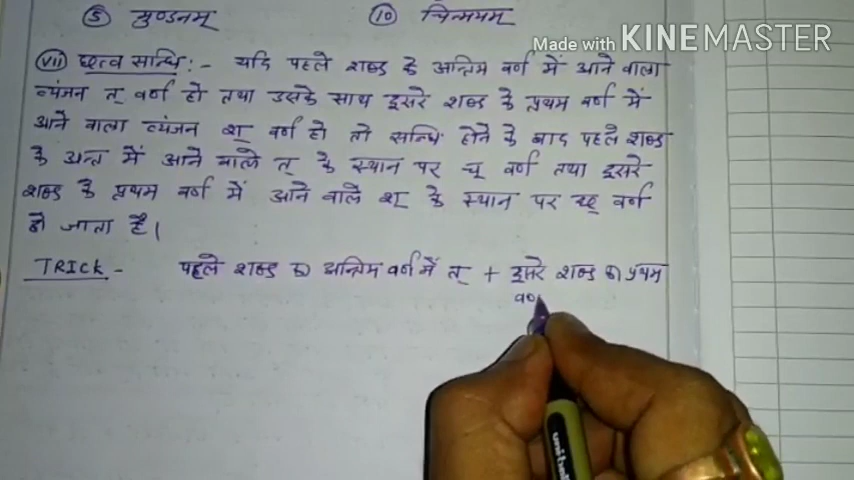 ⑤ मुण्डनम् ⑩ चिन्मयम्
Made with KINEMASTER
(VII) छत्व सन्धि :- यदि पहले शब्द के अन्तिम वर्ण में आने वाला
व्यंजन त् वर्ण हो तथा उसके साथ दूसरे शब्द के प्रथम वर्ण में
आने वाला व्यंजन श् वर्ण हो तो सन्धि होने के बाद पहले शब्द
के अन्त में आने वाले त् के स्थान पर च् वर्ण तथा दूसरे
शब्द के प्रथम वर्ण में आने वाले श् के स्थान पर छ् वर्ण
हो जाता है।
TRICK - पहले शब्द का अन्तिम वर्ण में त् + दूसरे शब्द का प्रथम